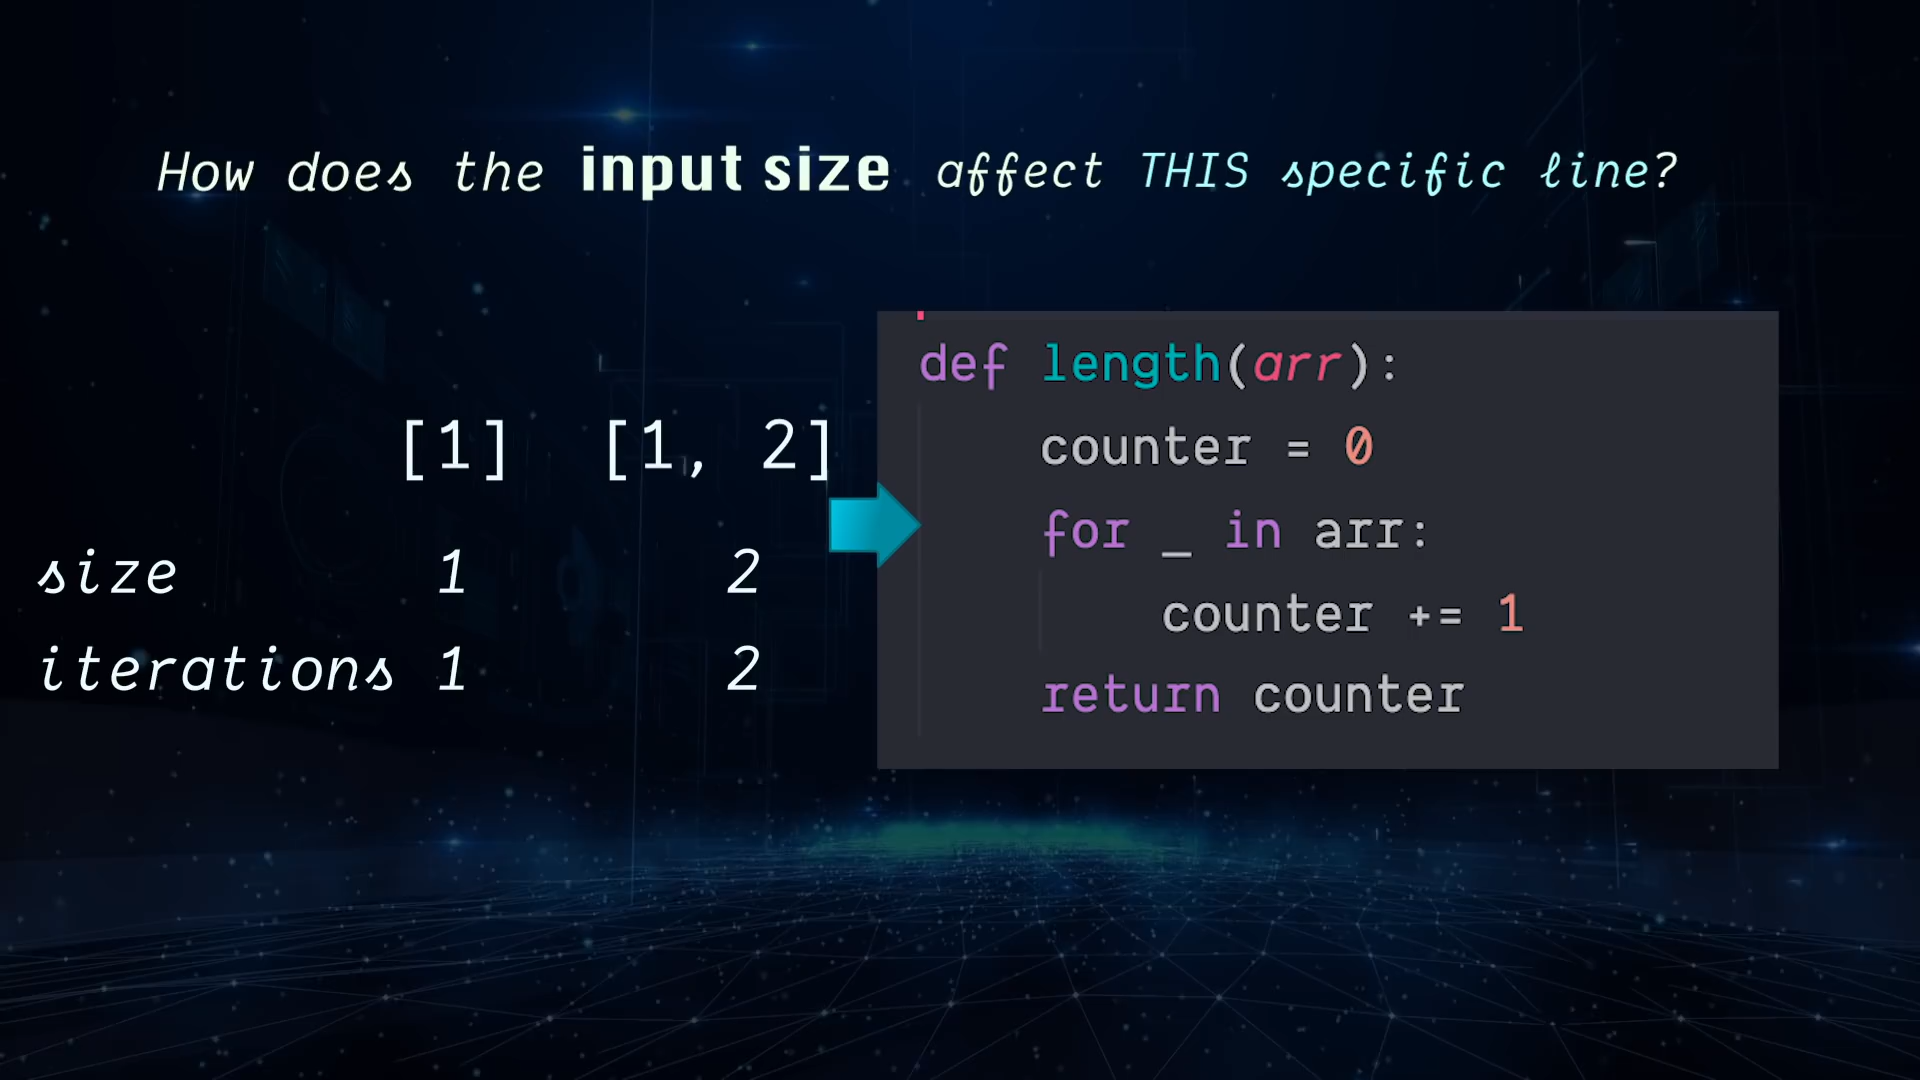 How does the input size affect THIS specific line?
[1] [1, 2]
size 1 2
iterations 1 2
def length(arr):
counter = 0
for _ in arr:
counter += 1
return counter